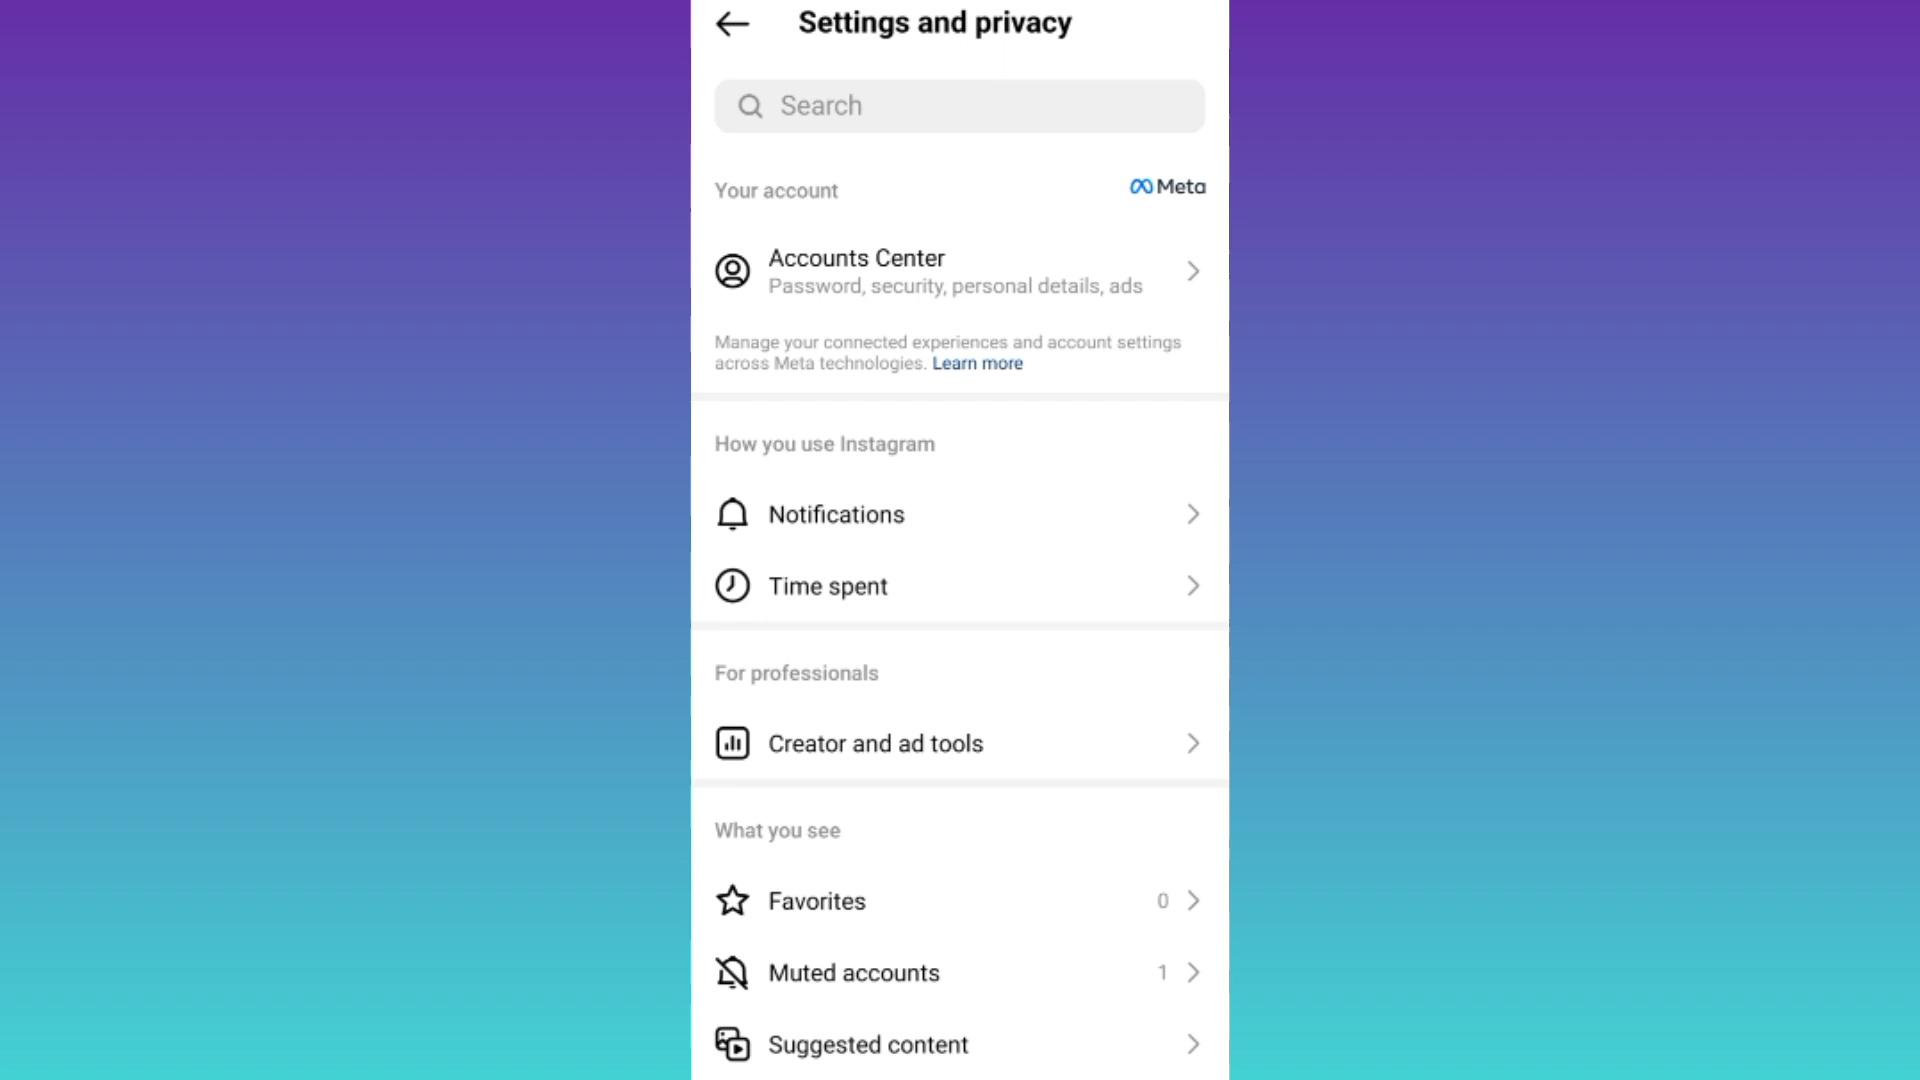 Settings and privacy
Search
Your account
Meta
Accounts Center
Password, security, personal details, ads
Manage your connected experiences and account settings
across Meta technologies. Learn more
How you use Instagram
Notifications
Time spent
For professionals
Creator and ad tools
What you see
Favorites 0
Muted accounts 1
Suggested content